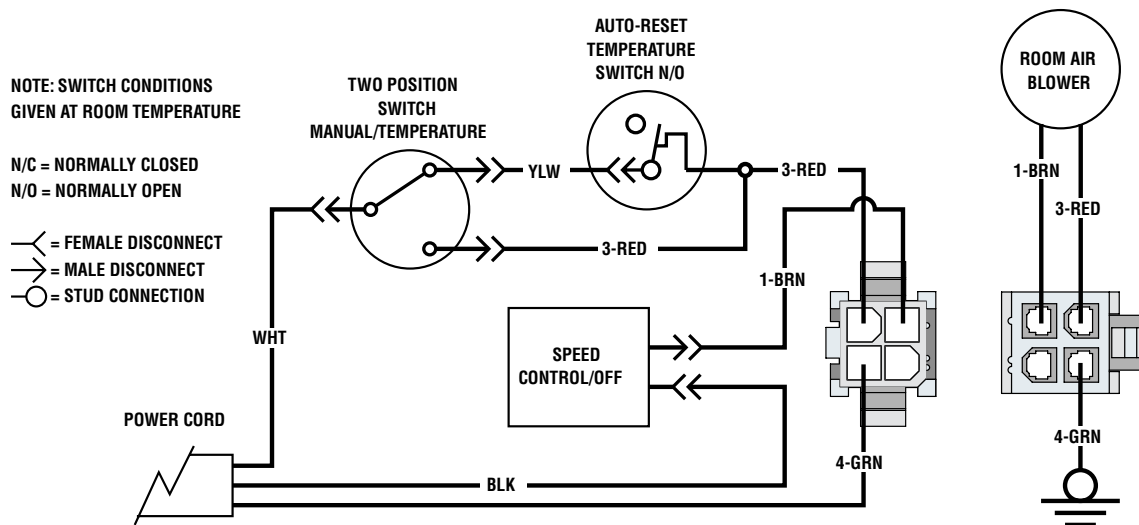 NOTE: SWITCH CONDITIONS
GIVEN AT ROOM TEMPERATURE
N/C = NORMALLY CLOSED
N/O = NORMALLY OPEN
= FEMALE DISCONNECT
= MALE DISCONNECT
= STUD CONNECTION
TWO POSITION
SWITCH
MANUAL/TEMPERATURE
AUTO-RESET
TEMPERATURE
SWITCH N/O
YLW
3-RED
3-RED
1-BRN
WHT
SPEED
CONTROL/OFF
POWER CORD
BLK
4-GRN
ROOM AIR
BLOWER
1-BRN
3-RED
4-GRN